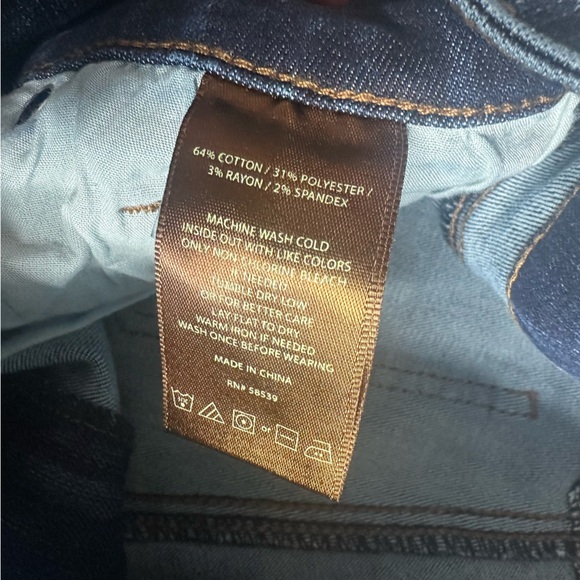 64% COTTON / 31% POLYESTER /
3% RAYON / 2% SPANDEX
MACHINE WASH COLD
INSIDE OUT WITH LIKE COLORS
ONLY NON-CHLORINE BLEACH
IF NEEDED
TUMBLE DRY LOW
OR FOR BETTER CARE
LAY FLAT TO DRY
WARM IRON IF NEEDED
WASH ONCE BEFORE WEARING
MADE IN CHINA
RN# 58539
or